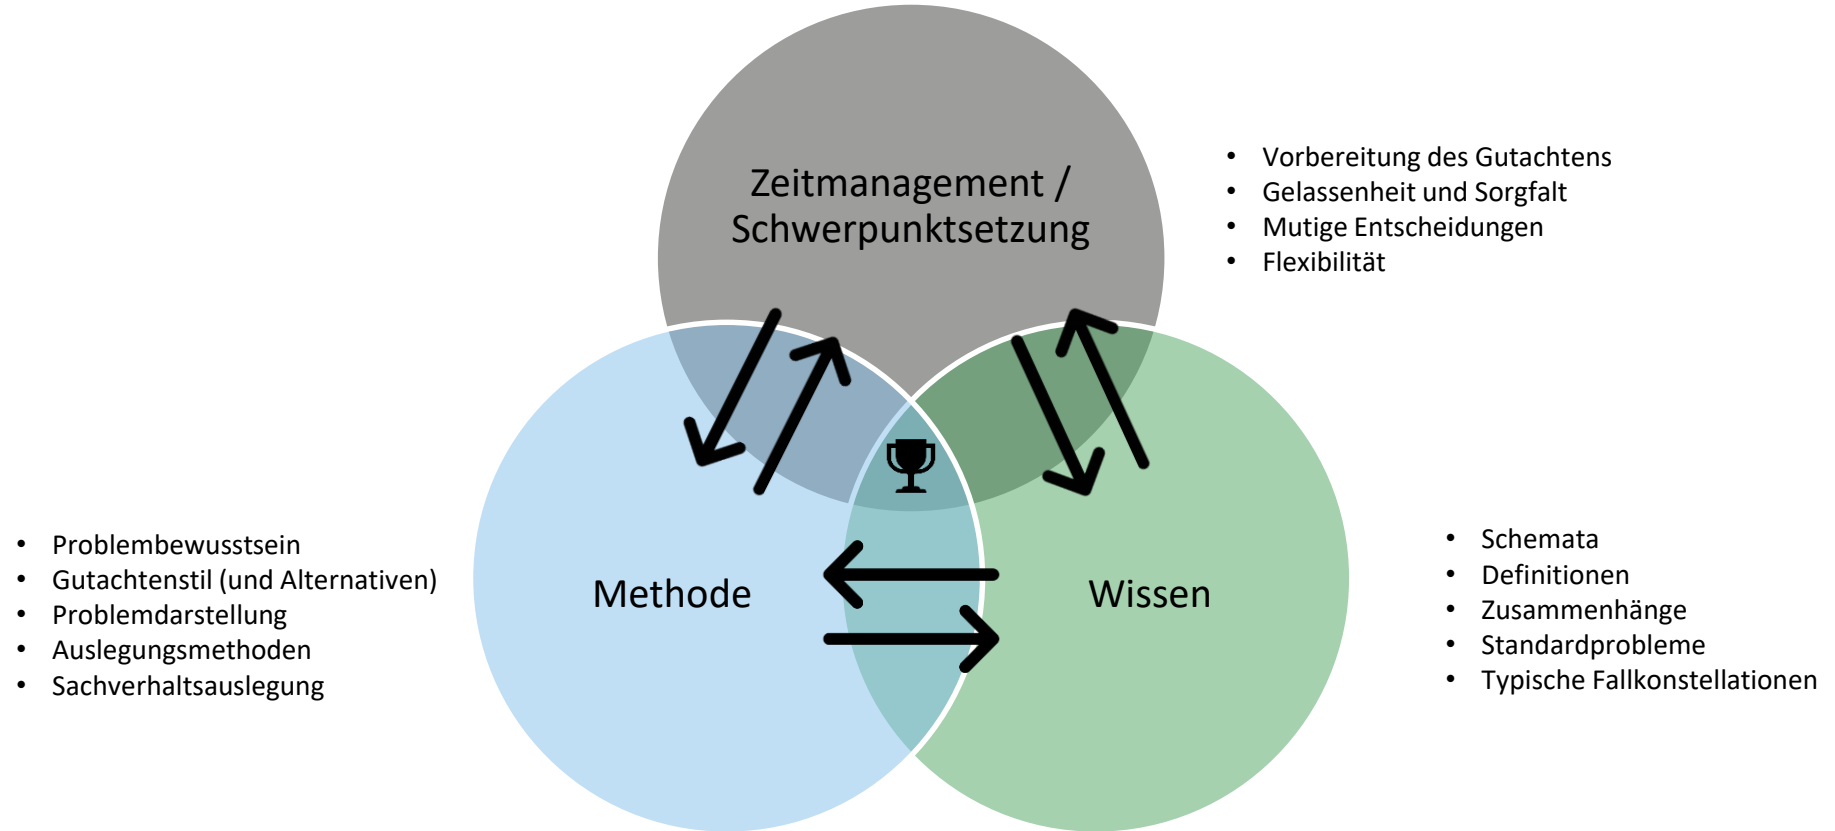 Zeitmanagement /
Schwerpunktsetzung
• Vorbereitung des Gutachtens
• Gelassenheit und Sorgfalt
• Mutige Entscheidungen
• Flexibilität
• Problembewusstsein
• Gutachtenstil (und Alternativen)
• Problemdarstellung
• Auslegungsmethoden
• Sachverhaltsauslegung
Methode
Wissen
• Schemata
• Definitionen
• Zusammenhänge
• Standardprobleme
• Typische Fallkonstellationen